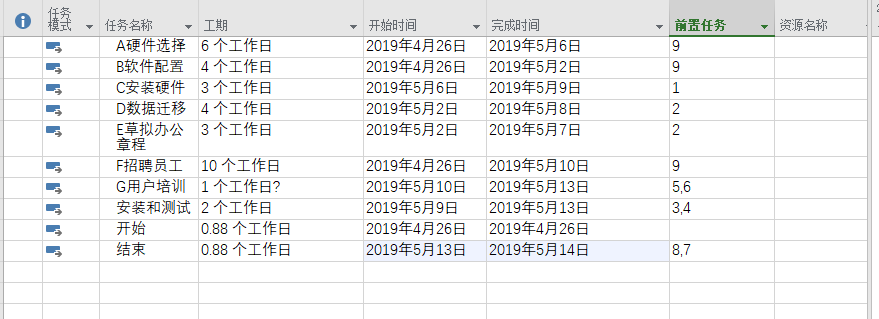 任务模式 任务名称 工期 开始时间 完成时间 前置任务 资源名称
A硬件选择 6 个工作日 2019年4月26日 2019年5月6日 9
B软件配置 4 个工作日 2019年4月26日 2019年5月2日 9
C安装硬件 3 个工作日 2019年5月6日 2019年5月9日 1
D数据迁移 4 个工作日 2019年5月2日 2019年5月8日 2
E草拟办公章程 3 个工作日 2019年5月2日 2019年5月7日 2
F招聘员工 10 个工作日 2019年4月26日 2019年5月10日 9
G用户培训 1 个工作日? 2019年5月10日 2019年5月13日 5,6
安装和测试 2 个工作日 2019年5月9日 2019年5月13日 3,4
开始 0.88 个工作日 2019年4月26日 2019年4月26日
结束 0.88 个工作日 2019年5月13日 2019年5月14日 8,7